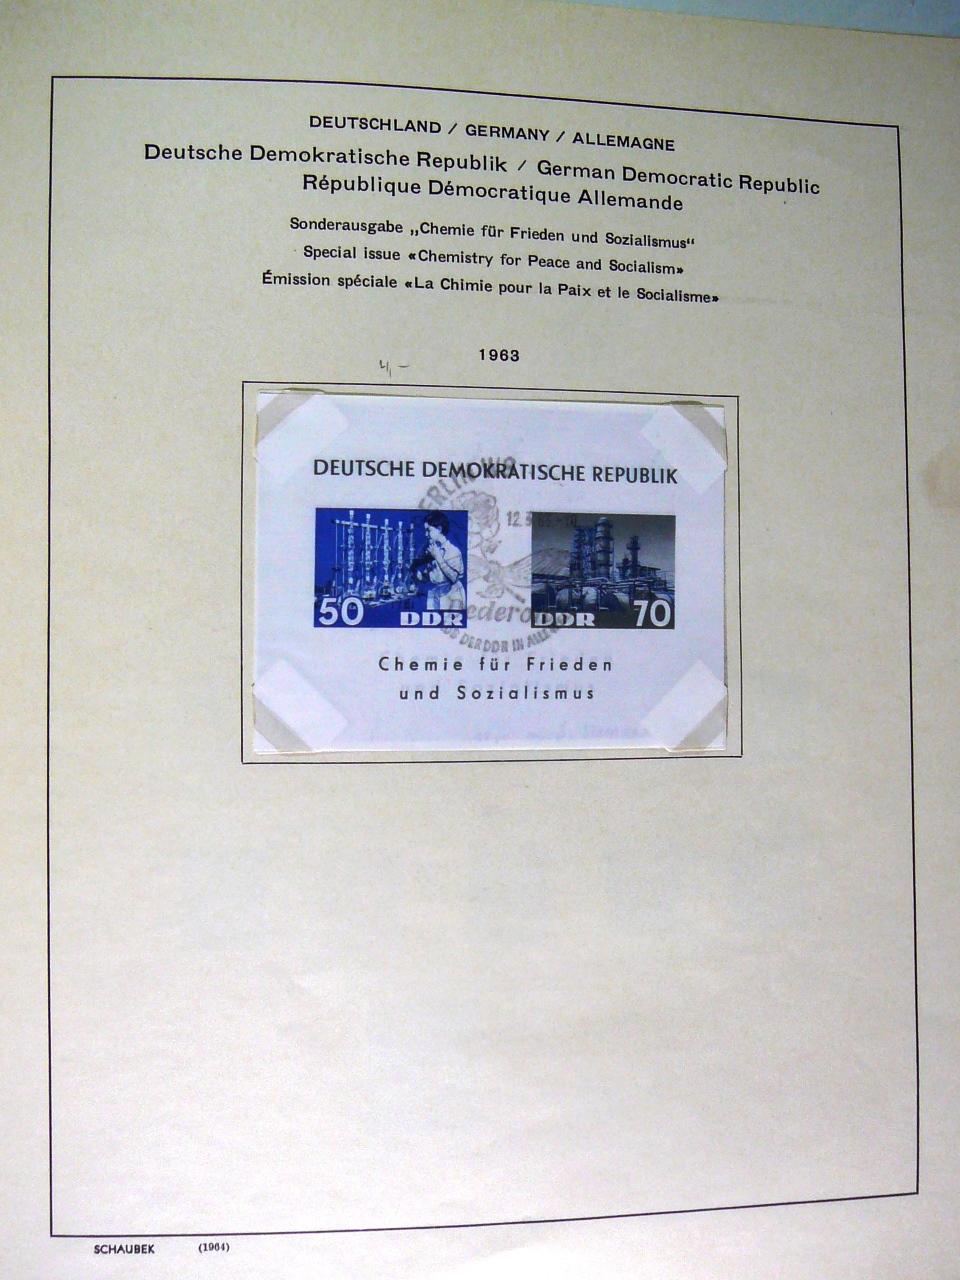 DEUTSCHLAND / GERMANY / ALLEMAGNE
Deutsche Demokratische Republik / German Democratic Republic
République Démocratique Allemande
Sonderausgabe „Chemie für Frieden und Sozialismus“
Special issue «Chemistry for Peace and Socialism»
Émission spéciale «La Chimie pour la Paix et le Socialisme»
1963
4,–
DEUTSCHE DEMOKRATISCHE REPUBLIK
50 DDR
DDR 70
Chemie für Frieden
und Sozialismus
SCHAUBEK (1964)